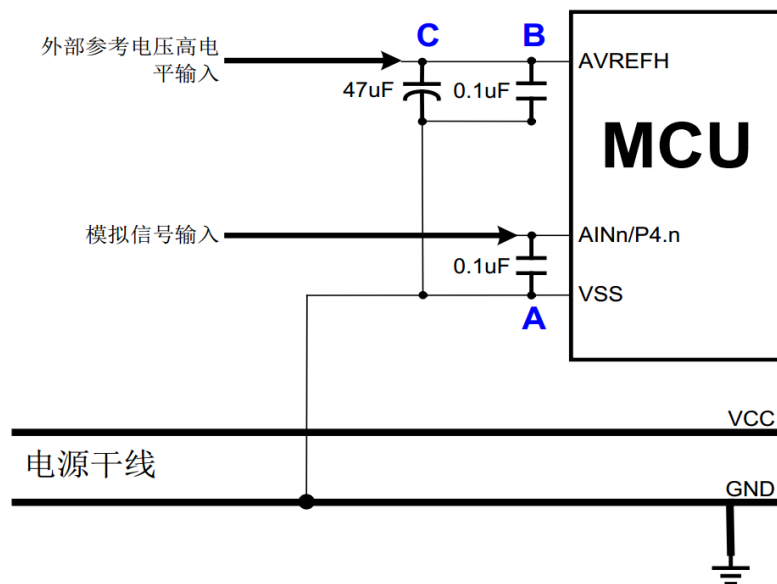 外部参考电压高电
平输入
C
B
AVREFH
47uF
0.1uF
MCU
模拟信号输入
AINn/P4.n
0.1uF
VSS
A
VCC
电源干线
GND